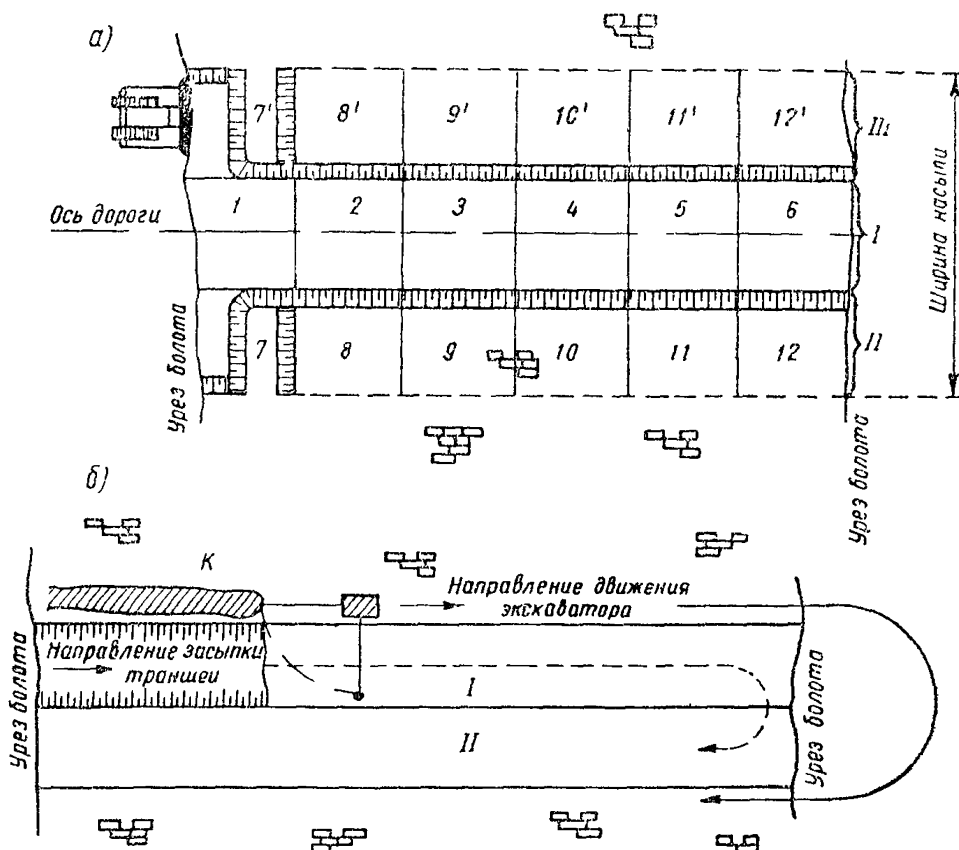 а)
7' 8' 9' 10' 11' 12' II₁
Ось дороги 1 2 3 4 5 6 I
Ширина насыпи
Урез болота 7 8 9 10 11 12 II
Урез болота
б)
К
Направление движения
экскаватора
Направление засыпки
траншеи
I
II
Урез болота
Урез болота